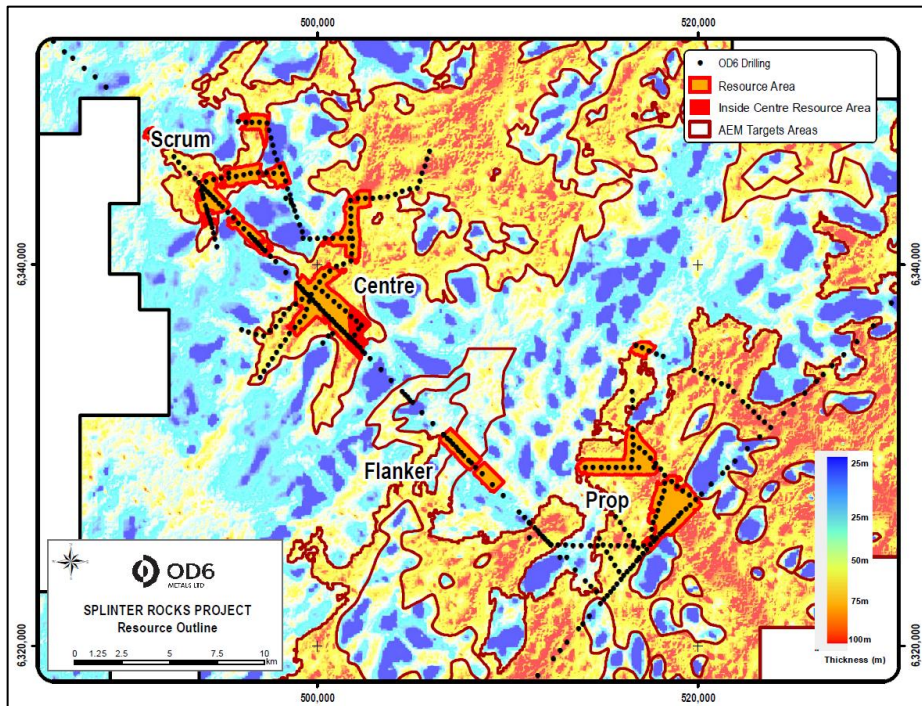 500,000
520,000
OD6 Drilling
Resource Area
Inside Centre Resource Area
AEM Targets Areas
Scrum
6,340,000
6,340,000
Centre
Flanker
Prop
25m
25m
50m
75m
100m
Thickness (m)
OD6
METALS LTD
SPLINTER ROCKS PROJECT
Resource Outline
0 1.25 2.5 5 7.5 10
km
6,320,000
6,320,000
500,000
520,000